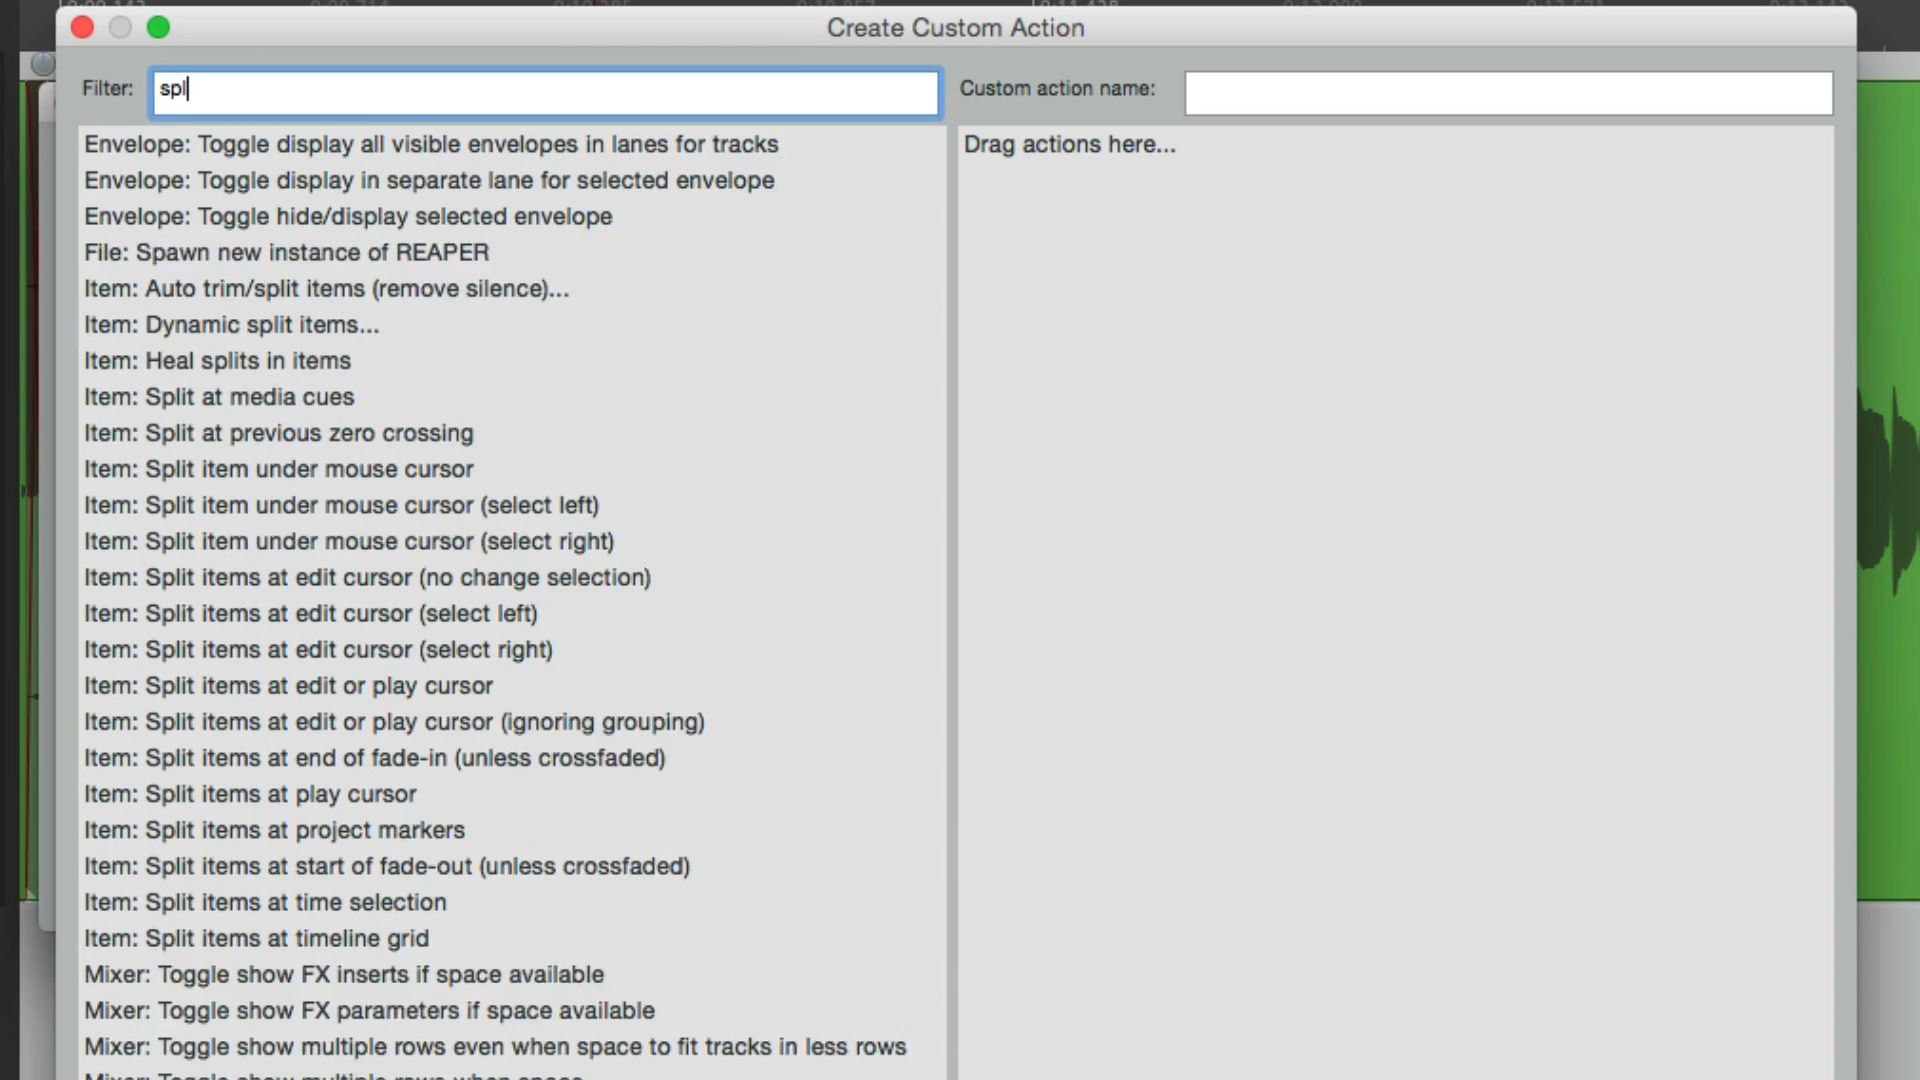 Create Custom Action
Filter:
spl
Custom action name:
Envelope: Toggle display all visible envelopes in lanes for tracks
Envelope: Toggle display in separate lane for selected envelope
Envelope: Toggle hide/display selected envelope
File: Spawn new instance of REAPER
Item: Auto trim/split items (remove silence)...
Item: Dynamic split items...
Item: Heal splits in items
Item: Split at media cues
Item: Split at previous zero crossing
Item: Split item under mouse cursor
Item: Split item under mouse cursor (select left)
Item: Split item under mouse cursor (select right)
Item: Split items at edit cursor (no change selection)
Item: Split items at edit cursor (select left)
Item: Split items at edit cursor (select right)
Item: Split items at edit or play cursor
Item: Split items at edit or play cursor (ignoring grouping)
Item: Split items at end of fade-in (unless crossfaded)
Item: Split items at play cursor
Item: Split items at project markers
Item: Split items at start of fade-out (unless crossfaded)
Item: Split items at time selection
Item: Split items at timeline grid
Mixer: Toggle show FX inserts if space available
Mixer: Toggle show FX parameters if space available
Mixer: Toggle show multiple rows even when space to fit tracks in less rows
Mixer: Toggle show multiple rows when space
Drag actions here...